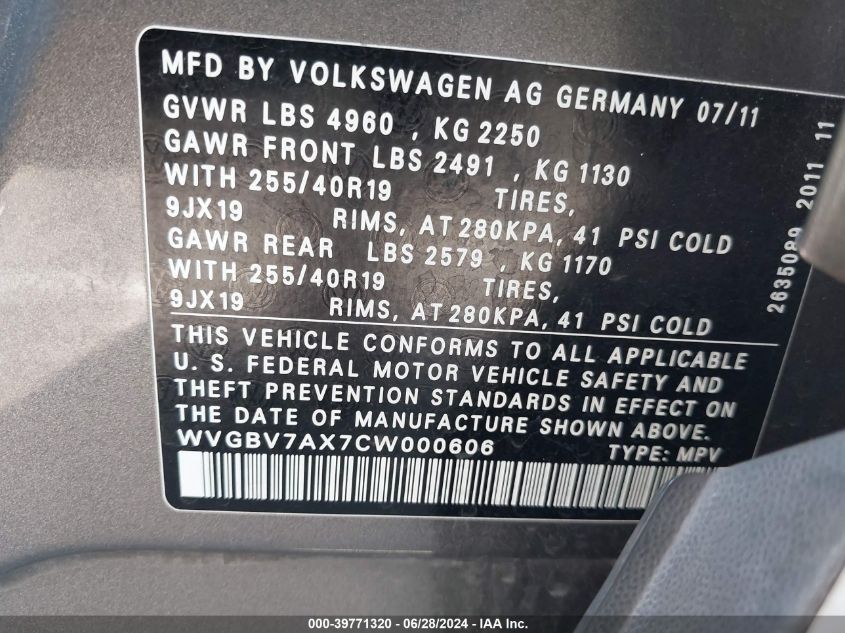 MFD BY VOLKSWAGEN AG GERMANY 07/11
GVWR LBS 4960 , KG 2250
GAWR FRONT LBS 2491 , KG 1130
WITH 255/40R19 TIRES,
9JX19 RIMS, AT 280KPA, 41 PSI COLD
GAWR REAR LBS 2579 , KG 1170
WITH 255/40R19 TIRES,
9JX19 RIMS, AT 280KPA, 41 PSI COLD
THIS VEHICLE CONFORMS TO ALL APPLICABLE
U. S. FEDERAL MOTOR VEHICLE SAFETY AND
THEFT PREVENTION STANDARDS IN EFFECT ON
THE DATE OF MANUFACTURE SHOWN ABOVE.
WVGBV7AX7CW000606 TYPE: MPV
2635089 2011 11
000-39771320 / 06/28/2024 / IAA Inc.